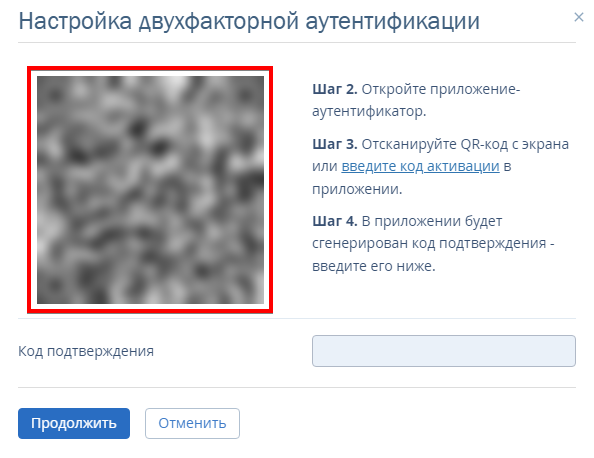 Настройка двухфакторной аутентификации
×
Шаг 2. Откройте приложение-
аутентификатор.
Шаг 3. Отсканируйте QR-код с экрана
или введите код активации в
приложении.
Шаг 4. В приложении будет
сгенерирован код подтверждения -
введите его ниже.
Код подтверждения
Продолжить
Отменить